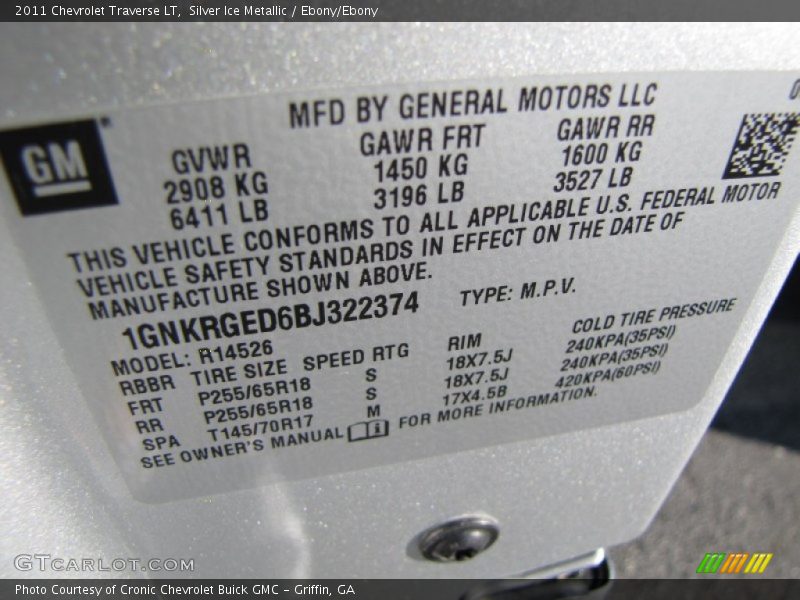 2011 Chevrolet Traverse LT, Silver Ice Metallic / Ebony/Ebony
MFD BY GENERAL MOTORS LLC
GM
GVWR GAWR FRT GAWR RR
2908 KG 1450 KG 1600 KG
6411 LB 3196 LB 3527 LB
THIS VEHICLE CONFORMS TO ALL APPLICABLE U.S. FEDERAL MOTOR
VEHICLE SAFETY STANDARDS IN EFFECT ON THE DATE OF
MANUFACTURE SHOWN ABOVE.
1GNKRGED6BJ322374 TYPE: M.P.V.
MODEL: R14526
RBBR TIRE SIZE SPEED RTG RIM COLD TIRE PRESSURE
FRT P255/65R18 S 18X7.5J 240KPA(35PSI)
RR P255/65R18 S 18X7.5J 240KPA(35PSI)
SPA T145/70R17 M 17X4.5B 420KPA(60PSI)
SEE OWNER'S MANUAL FOR MORE INFORMATION.
GTCARLOT.COM
Photo Courtesy of Cronic Chevrolet Buick GMC – Griffin, GA